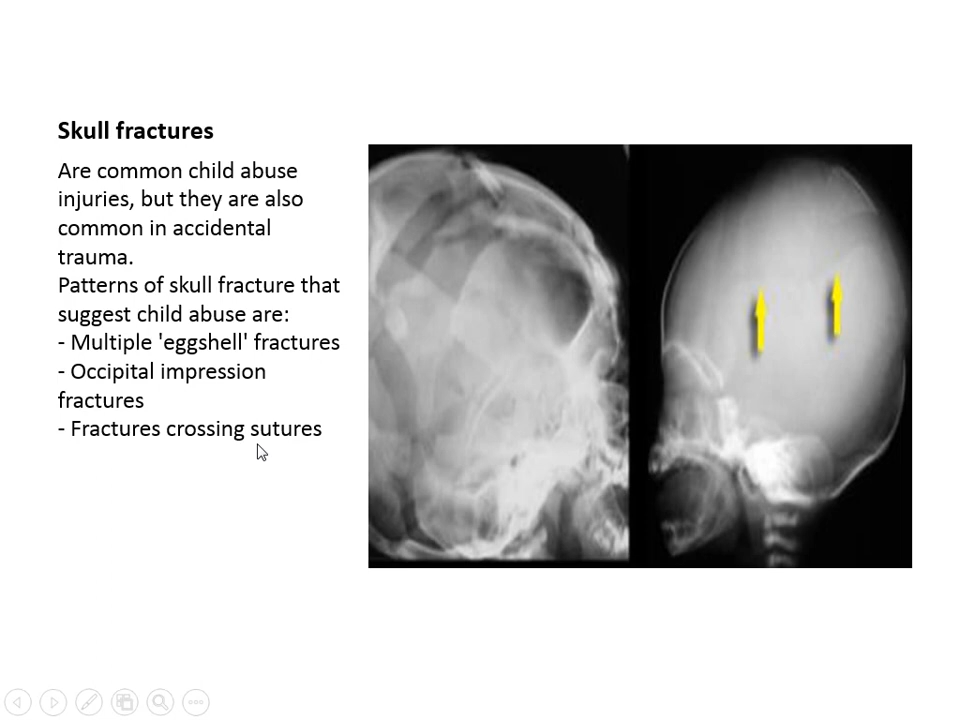 Skull fractures
Are common child abuse
injuries, but they are also
common in accidental
trauma.
Patterns of skull fracture that
suggest child abuse are:
- Multiple 'eggshell' fractures
- Occipital impression
fractures
- Fractures crossing sutures